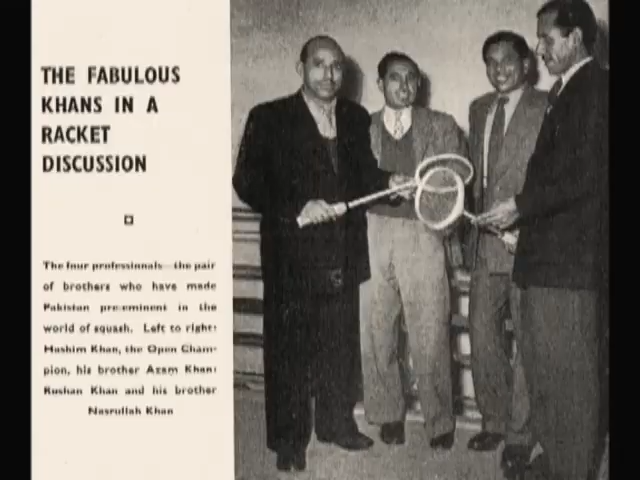 THE FABULOUS
KHANS IN A
RACKET
DISCUSSION
The four professionals—the pair
of brothers who have made
Pakistan pre-eminent in the
world of squash. Left to right:
Hashim Khan, the Open Cham-
pion, his brother Azam Khan:
Roshan Khan and his brother
Nasrullah Khan